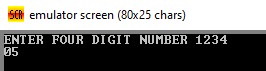 emulator screen (80x25 chars)
ENTER FOUR DIGIT NUMBER 1234
05